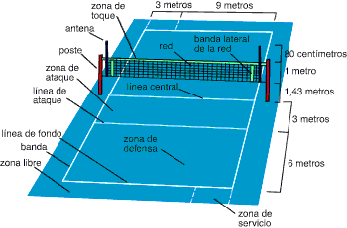 zona de
toque
3 metros
9 metros
antena
red
banda lateral
de la red
poste
80 centímetros
zona de
ataque
1 metro
línea central
1,43 metros
línea de
ataque
3 metros
línea de fondo
banda
zona de
defensa
zona libre
6 metros
zona de
servicio